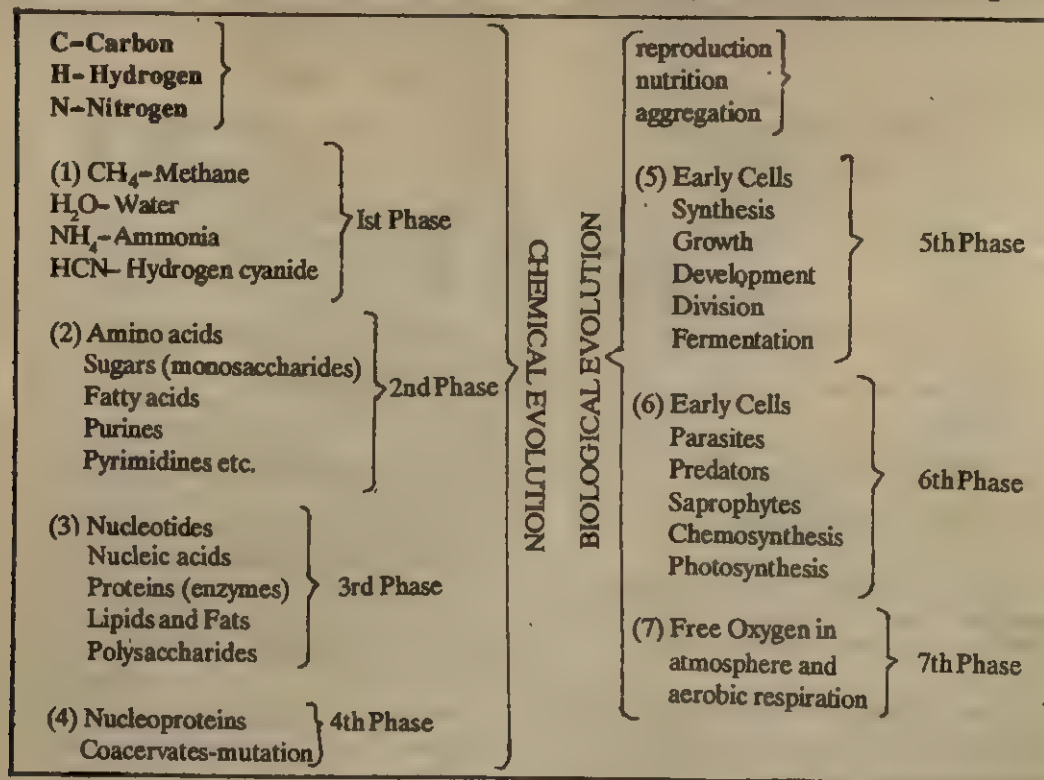 C-Carbon
H- Hydrogen
N-Nitrogen
(1) CH₄-Methane
H₂O- Water
NH₄-Ammonia
HCN- Hydrogen cyanide
Ist Phase
(2) Amino acids
Sugars (monosaccharides)
Fatty acids
Purines
Pyrimidines etc.
2nd Phase
(3) Nucleotides
Nucleic acids
Proteins (enzymes)
Lipids and Fats
Polysaccharides
3rd Phase
(4) Nucleoproteins
Coacervates-mutation
4th Phase
CHEMICAL EVOLUTION
BIOLOGICAL EVOLUTION
reproduction
nutrition
aggregation
(5) Early Cells
Synthesis
Growth
Development
Division
Fermentation
5th Phase
(6) Early Cells
Parasites
Predators
Saprophytes
Chemosynthesis
Photosynthesis
6th Phase
(7) Free Oxygen in
atmosphere and
aerobic respiration
7th Phase